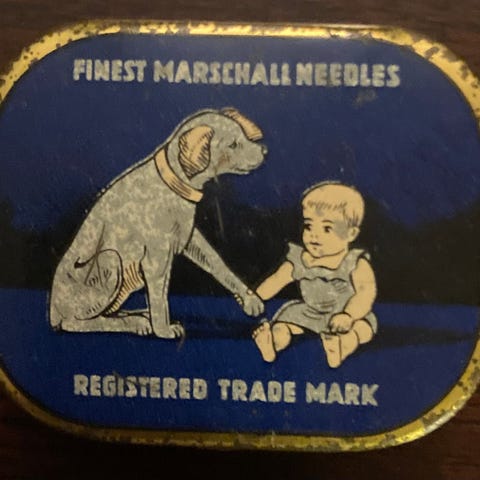 FINEST MARSCHALL NEEDLES
REGISTERED TRADE MARK